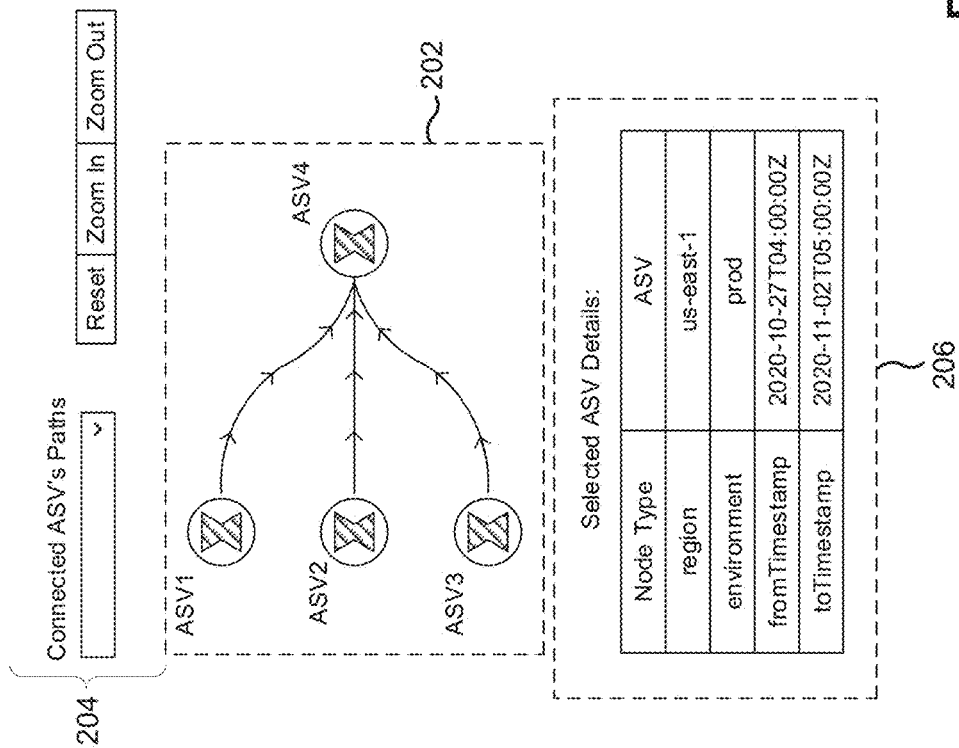 204
Connected ASV's Paths
Reset Zoom In Zoom Out
ASV1
ASV2
ASV3
ASV4
202
Selected ASV Details:
Node Type ASV
region us-east-1
environment prod
fromTimestamp 2020-10-27T04:00:00Z
toTimestamp 2020-11-02T05:00:00Z
206